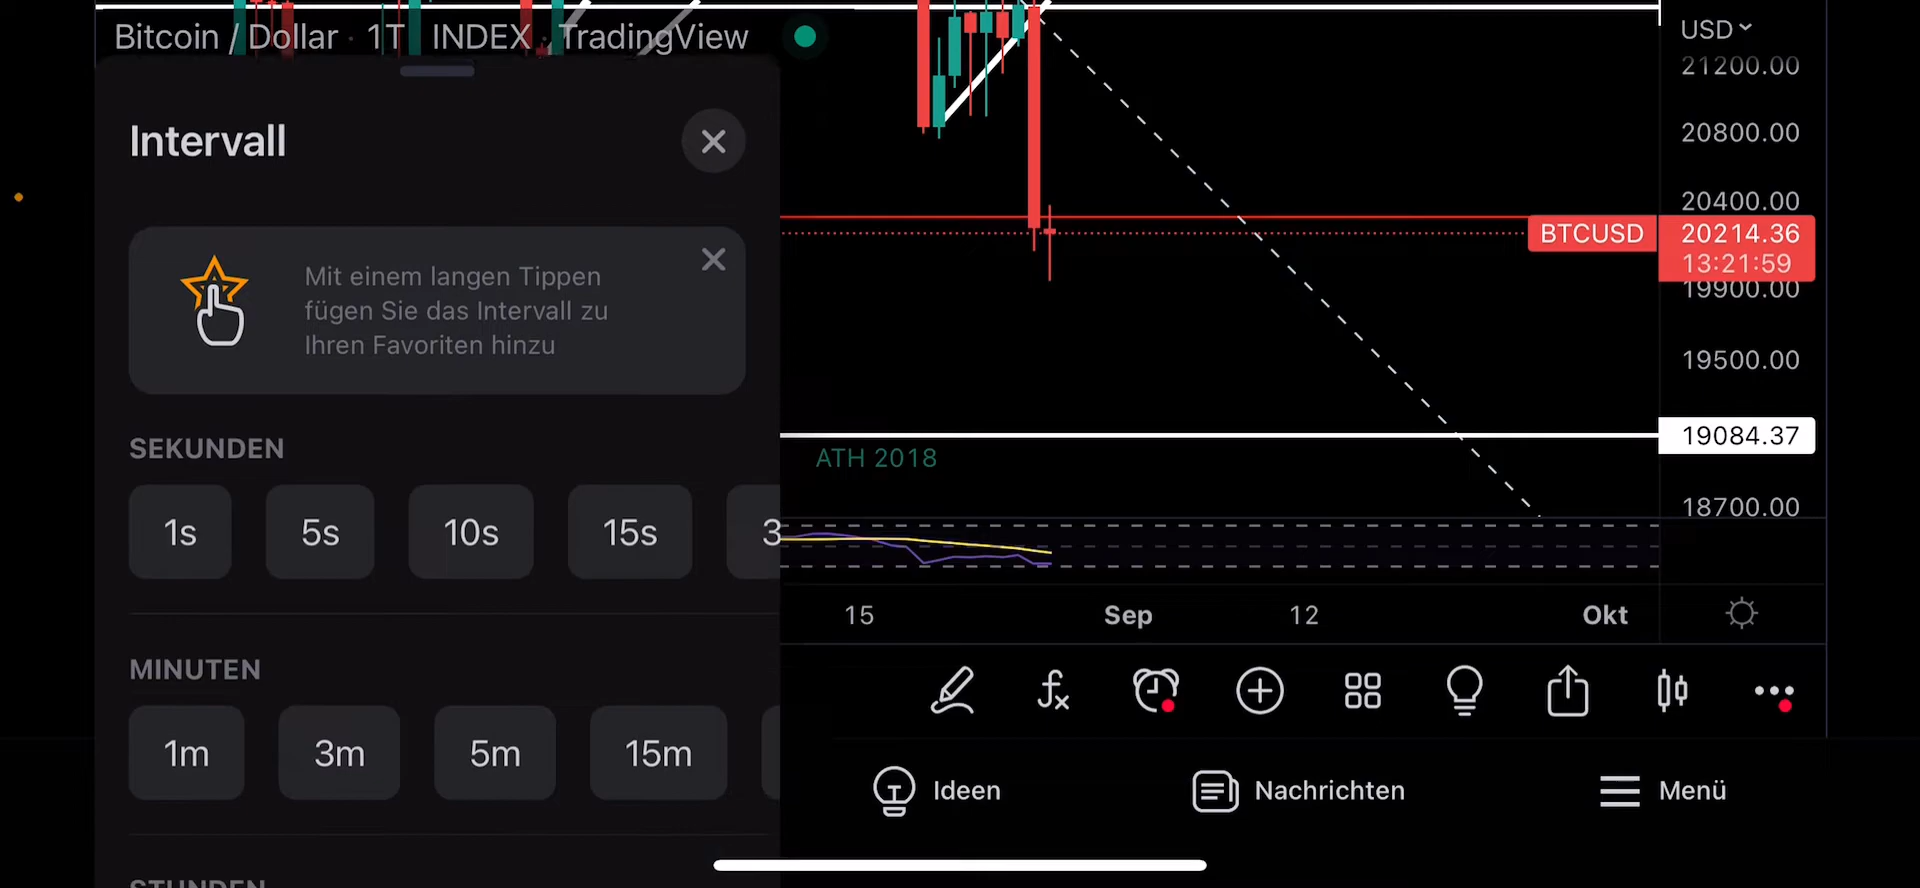 Bitcoin / Dollar · 1T · INDEX · TradingView
USD
21200.00
20800.00
20400.00
BTCUSD 20214.36
13:21:59
19900.00
19500.00
19084.37
18700.00
ATH 2018
15 Sep 12 Okt
Intervall
Mit einem langen Tippen
fügen Sie das Intervall zu
Ihren Favoriten hinzu
SEKUNDEN
1s 5s 10s 15s
MINUTEN
1m 3m 5m 15m
STUNDEN
Ideen Nachrichten Menü